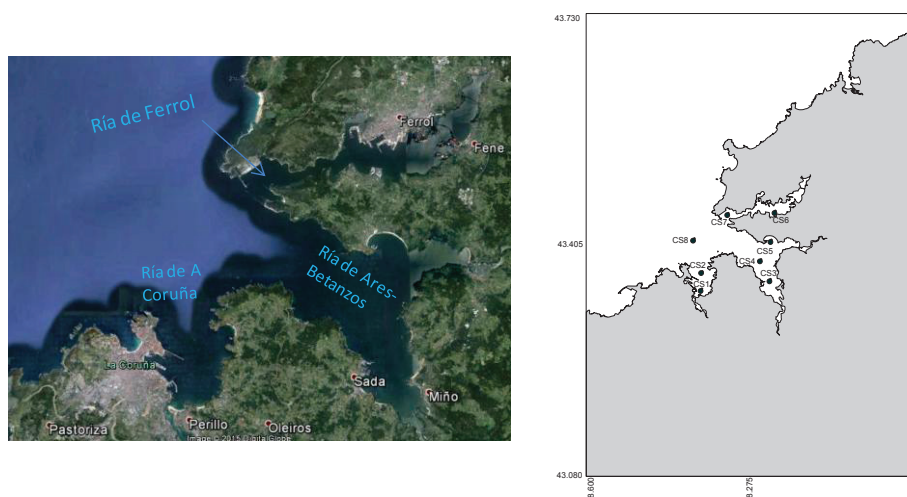 Ría de Ferrol
Ferrol
Fene
Ría de Ares-
Betanzos
Ría de A
Coruña
La Coruña
Sada
Miño
Perillo
Oleiros
Pastoriza
Image © 2015 DigitalGlobe
43.730
43.405
43.080
8.600
8.275
CS7
CS6
CS8
CS5
CS4
CS2
CS3
CS1